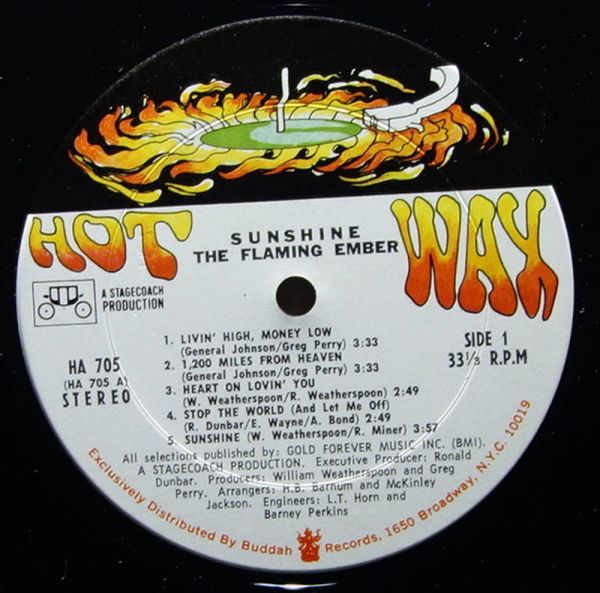 HOT WAX
SUNSHINE
THE FLAMING EMBER
A STAGECOACH
PRODUCTION
HA 705
(HA 705 A)
STEREO
SIDE 1
33⅓ R.P.M
1. LIVIN' HIGH, MONEY LOW
(General Johnson/Greg Perry) 3:33
2. 1,200 MILES FROM HEAVEN
(General Johnson/Greg Perry) 3:33
3. HEART ON LOVIN' YOU
(W. Weatherspoon/R. Weatherspoon) 2:49
4. STOP THE WORLD (And Let Me Off)
(R. Dunbar/E. Wayne/A. Bond) 2:49
5. SUNSHINE (W. Weatherspoon/R. Miner) 3:57
All selections published by: GOLD FOREVER MUSIC INC. (BMI).
A STAGECOACH PRODUCTION. Executive Producer: Ronald
Dunbar. Producers: William Weatherspoon and Greg
Perry. Arrangers: H.B. Barnum and McKinley
Jackson. Engineers: L.T. Horn and
Barney Perkins
Exclusively Distributed By Buddah Records, 1650 Broadway, N.Y.C. 10019